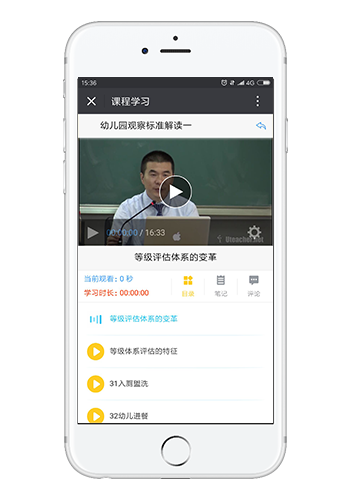 15:36
4G
课程学习
幼儿园观察标准解读一
00:00:00 / 16:33
Uteacher.net
等级评估体系的变革
当前观看：0 秒
学习时长：00:00:00
目录
笔记
评论
等级评估体系的变革
等级体系评估的特征
31入厕盥洗
32幼儿进餐